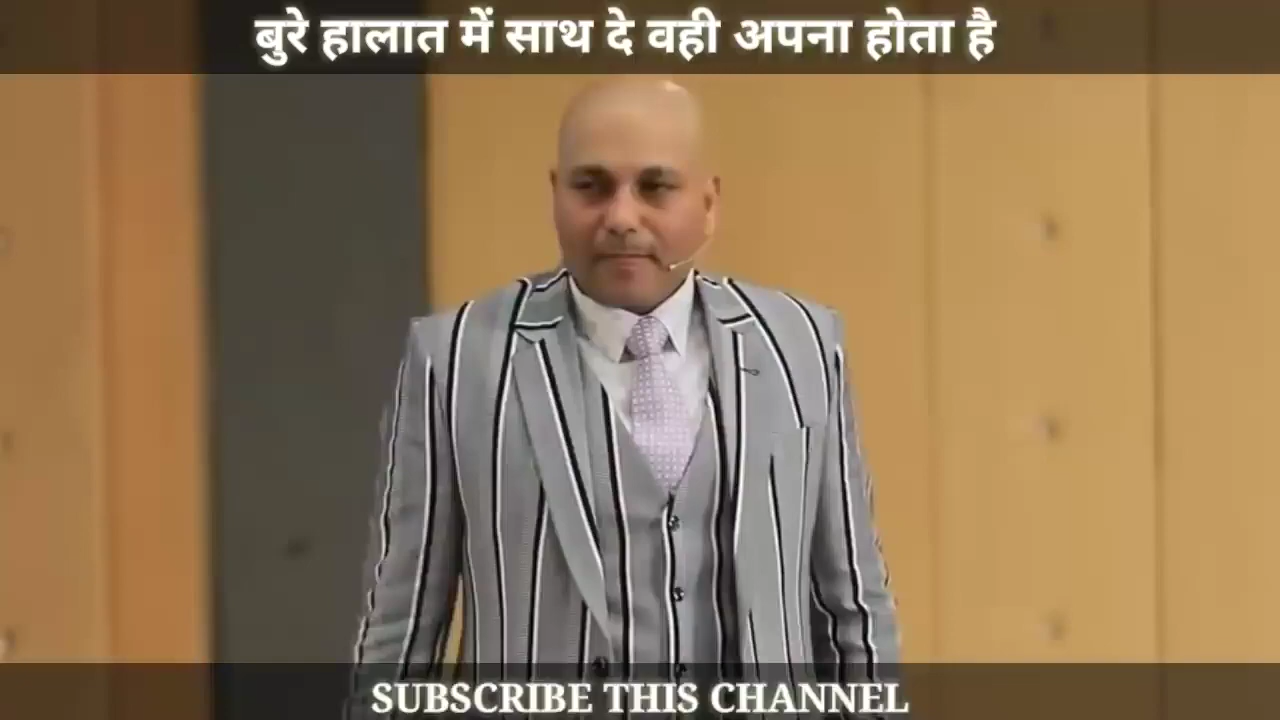 बुरे हालात में साथ दे वही अपना होता है
SUBSCRIBE THIS CHANNEL